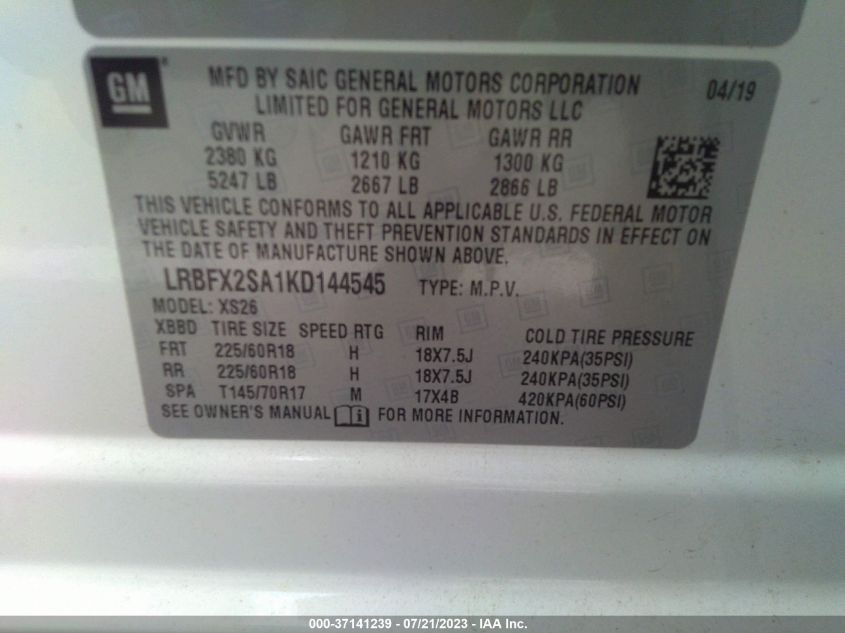 GM
MFD BY SAIC GENERAL MOTORS CORPORATION 04/19
LIMITED FOR GENERAL MOTORS LLC
GVWR GAWR FRT GAWR RR
2380 KG 1210 KG 1300 KG
5247 LB 2667 LB 2866 LB
THIS VEHICLE CONFORMS TO ALL APPLICABLE U.S. FEDERAL MOTOR
VEHICLE SAFETY AND THEFT PREVENTION STANDARDS IN EFFECT ON
THE DATE OF MANUFACTURE SHOWN ABOVE.
LRBFX2SA1KD144545 TYPE: M.P.V.
MODEL: XS26
XBBD TIRE SIZE SPEED RTG RIM COLD TIRE PRESSURE
FRT 225/60R18 H 18X7.5J 240KPA(35PSI)
RR 225/60R18 H 18X7.5J 240KPA(35PSI)
SPA T145/70R17 M 17X4B 420KPA(60PSI)
SEE OWNER'S MANUAL i FOR MORE INFORMATION.
000-37141239 - 07/21/2023 - IAA Inc.